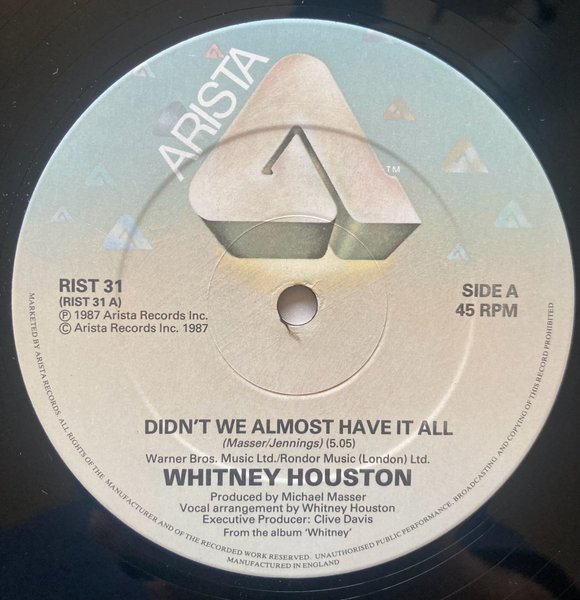 ARISTA
TM
RIST 31
(RIST 31 A)
Ⓟ 1987 Arista Records Inc.
© Arista Records Inc. 1987
SIDE A
45 RPM
DIDN'T WE ALMOST HAVE IT ALL
(Masser/Jennings) (5.05)
Warner Bros. Music Ltd./Rondor Music (London) Ltd.
WHITNEY HOUSTON
Produced by Michael Masser
Vocal arrangement by Whitney Houston
Executive Producer: Clive Davis
From the album 'Whitney'
MARKETED BY ARISTA RECORDS. ALL RIGHTS OF THE MANUFACTURER AND OF THE RECORDED WORK RESERVED. UNAUTHORISED PUBLIC PERFORMANCE, BROADCASTING AND COPYING OF THIS RECORD PROHIBITED
MANUFACTURED IN ENGLAND